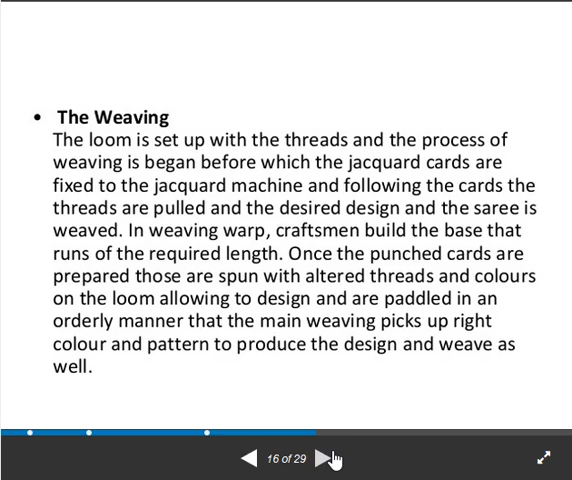 • The Weaving
The loom is set up with the threads and the process of
weaving is began before which the jacquard cards are
fixed to the jacquard machine and following the cards the
threads are pulled and the desired design and the saree is
weaved. In weaving warp, craftsmen build the base that
runs of the required length. Once the punched cards are
prepared those are spun with altered threads and colours
on the loom allowing to design and are paddled in an
orderly manner that the main weaving picks up right
colour and pattern to produce the design and weave as
well.
16 of 29